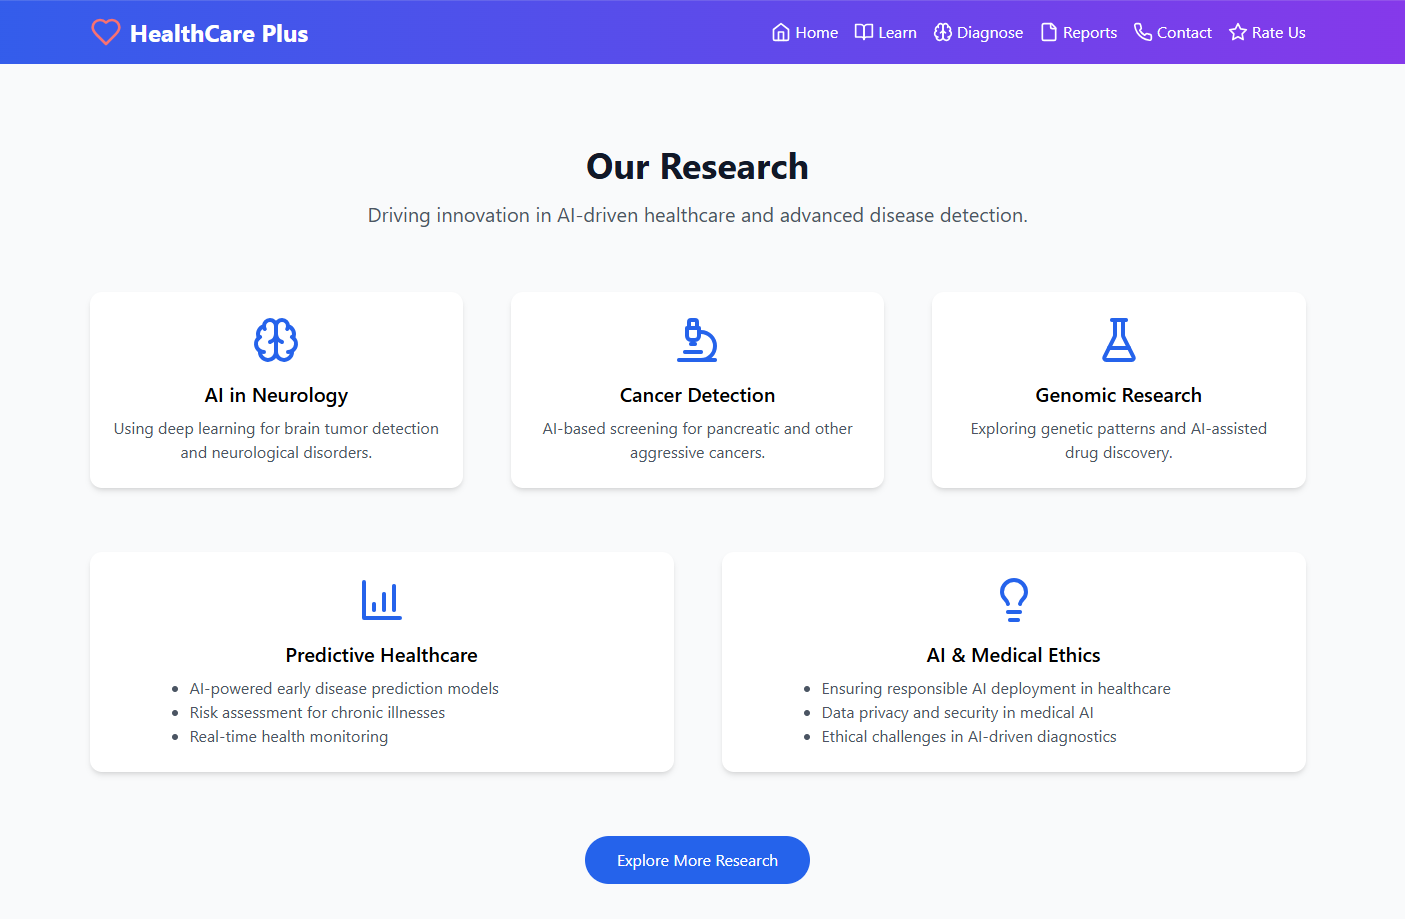 HealthCare Plus
Home
Learn
Diagnose
Reports
Contact
Rate Us
Our Research
Driving innovation in AI-driven healthcare and advanced disease detection.
AI in Neurology
Using deep learning for brain tumor detection
and neurological disorders.
Cancer Detection
AI-based screening for pancreatic and other
aggressive cancers.
Genomic Research
Exploring genetic patterns and AI-assisted
drug discovery.
Predictive Healthcare
• AI-powered early disease prediction models
• Risk assessment for chronic illnesses
• Real-time health monitoring
AI & Medical Ethics
• Ensuring responsible AI deployment in healthcare
• Data privacy and security in medical AI
• Ethical challenges in AI-driven diagnostics
Explore More Research